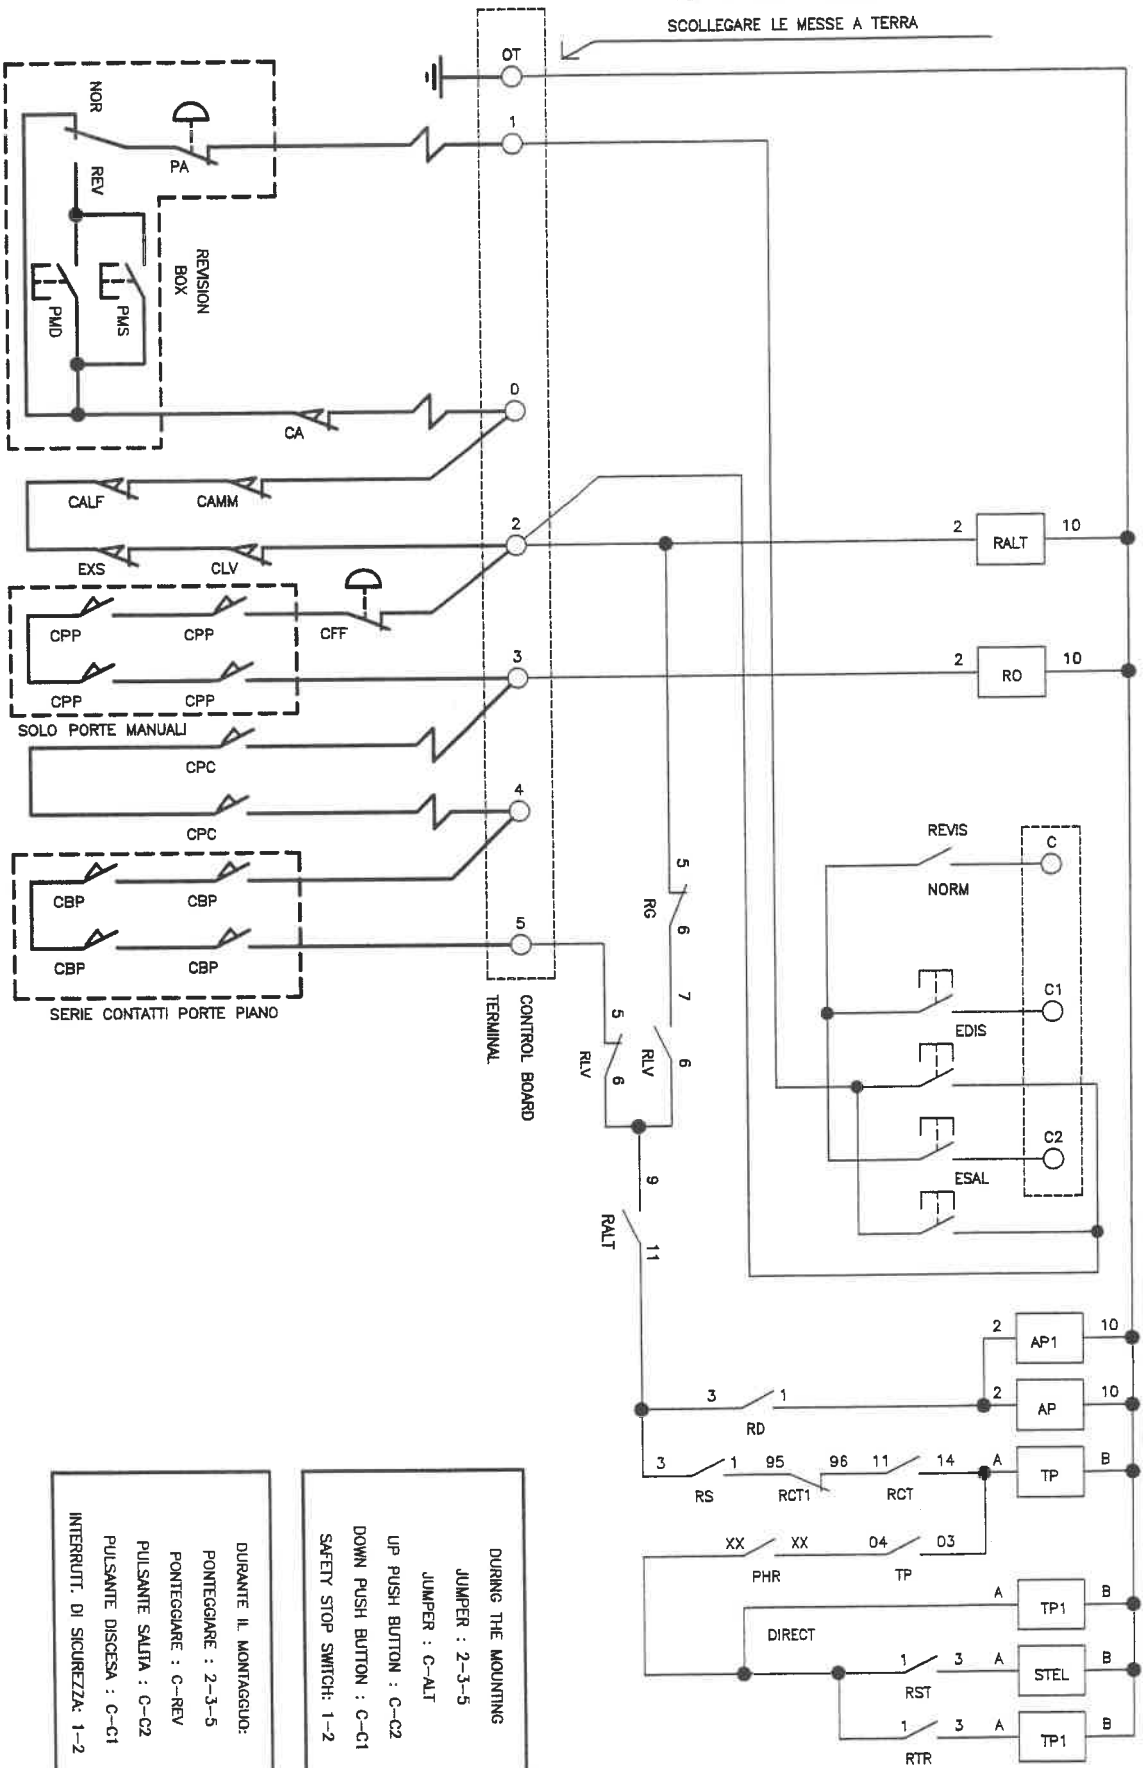 SCOLLEGARE LE MESSE A TERRA
OT
1
NOR
PA
REV
REVISION
BOX
PMS
PMD
D
CA
CALF
CAMM
2
2
RALT
10
EXS
CLV
CPP
CPP
CFF
3
2
RO
10
CPP
CPP
SOLO PORTE MANUALI
CPC
4
CPC
REVIS
C
NORM
5
RG
6
CBP
CBP
5
CBP
CBP
SERIE CONTATTI PORTE PIANO
CONTROL BOARD
TERMINAL
7
C1
EDIS
5
RLV
6
RLV
6
C2
ESAL
9
RALT
11
2
AP1
10
3
1
2
AP
10
RD
3
1
95
96
11
14
A
TP
B
RS
RCT1
RCT
XX
XX
04
03
PHR
TP
A
TP1
B
DIRECT
1
3
A
STEL
B
RST
1
3
A
TP1
B
RTR
DURING THE MOUNTING
JUMPER : 2-3-5
JUMPER : C-ALT
UP PUSH BUTTON : C-C2
DOWN PUSH BUTTON : C-C1
SAFETY STOP SWITCH: 1-2
DURANTE IL MONTAGGUO:
PONTEGGIARE : 2-3-5
PONTEGGIARE : C-REV
PULSANTE SALITA : C-C2
PULSANTE DISCESA : C-C1
INTERRUTT. DI SICUREZZA: 1-2